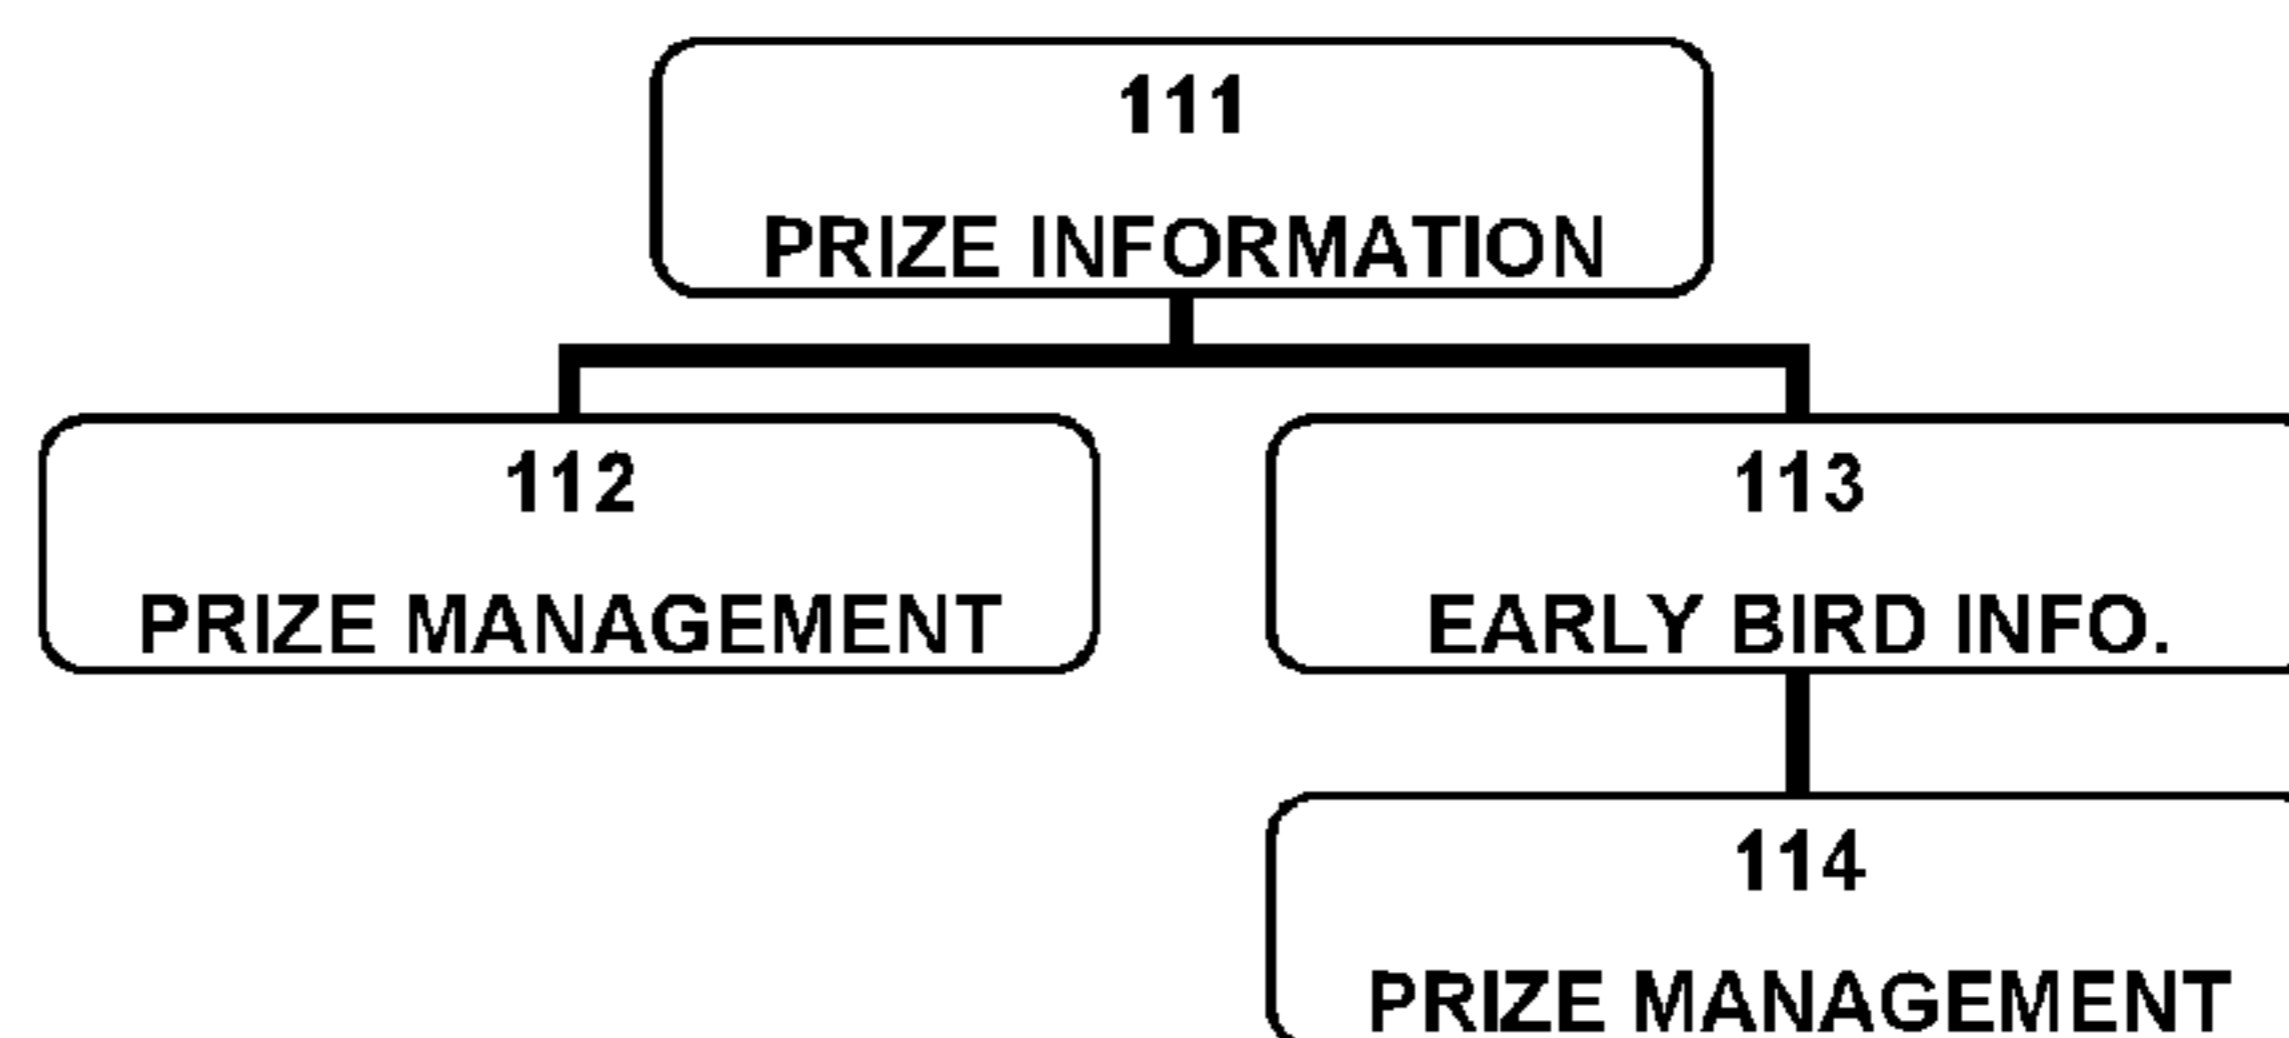 111
PRIZE INFORMATION
112
PRIZE MANAGEMENT
113
EARLY BIRD INFO.
114
PRIZE MANAGEMENT